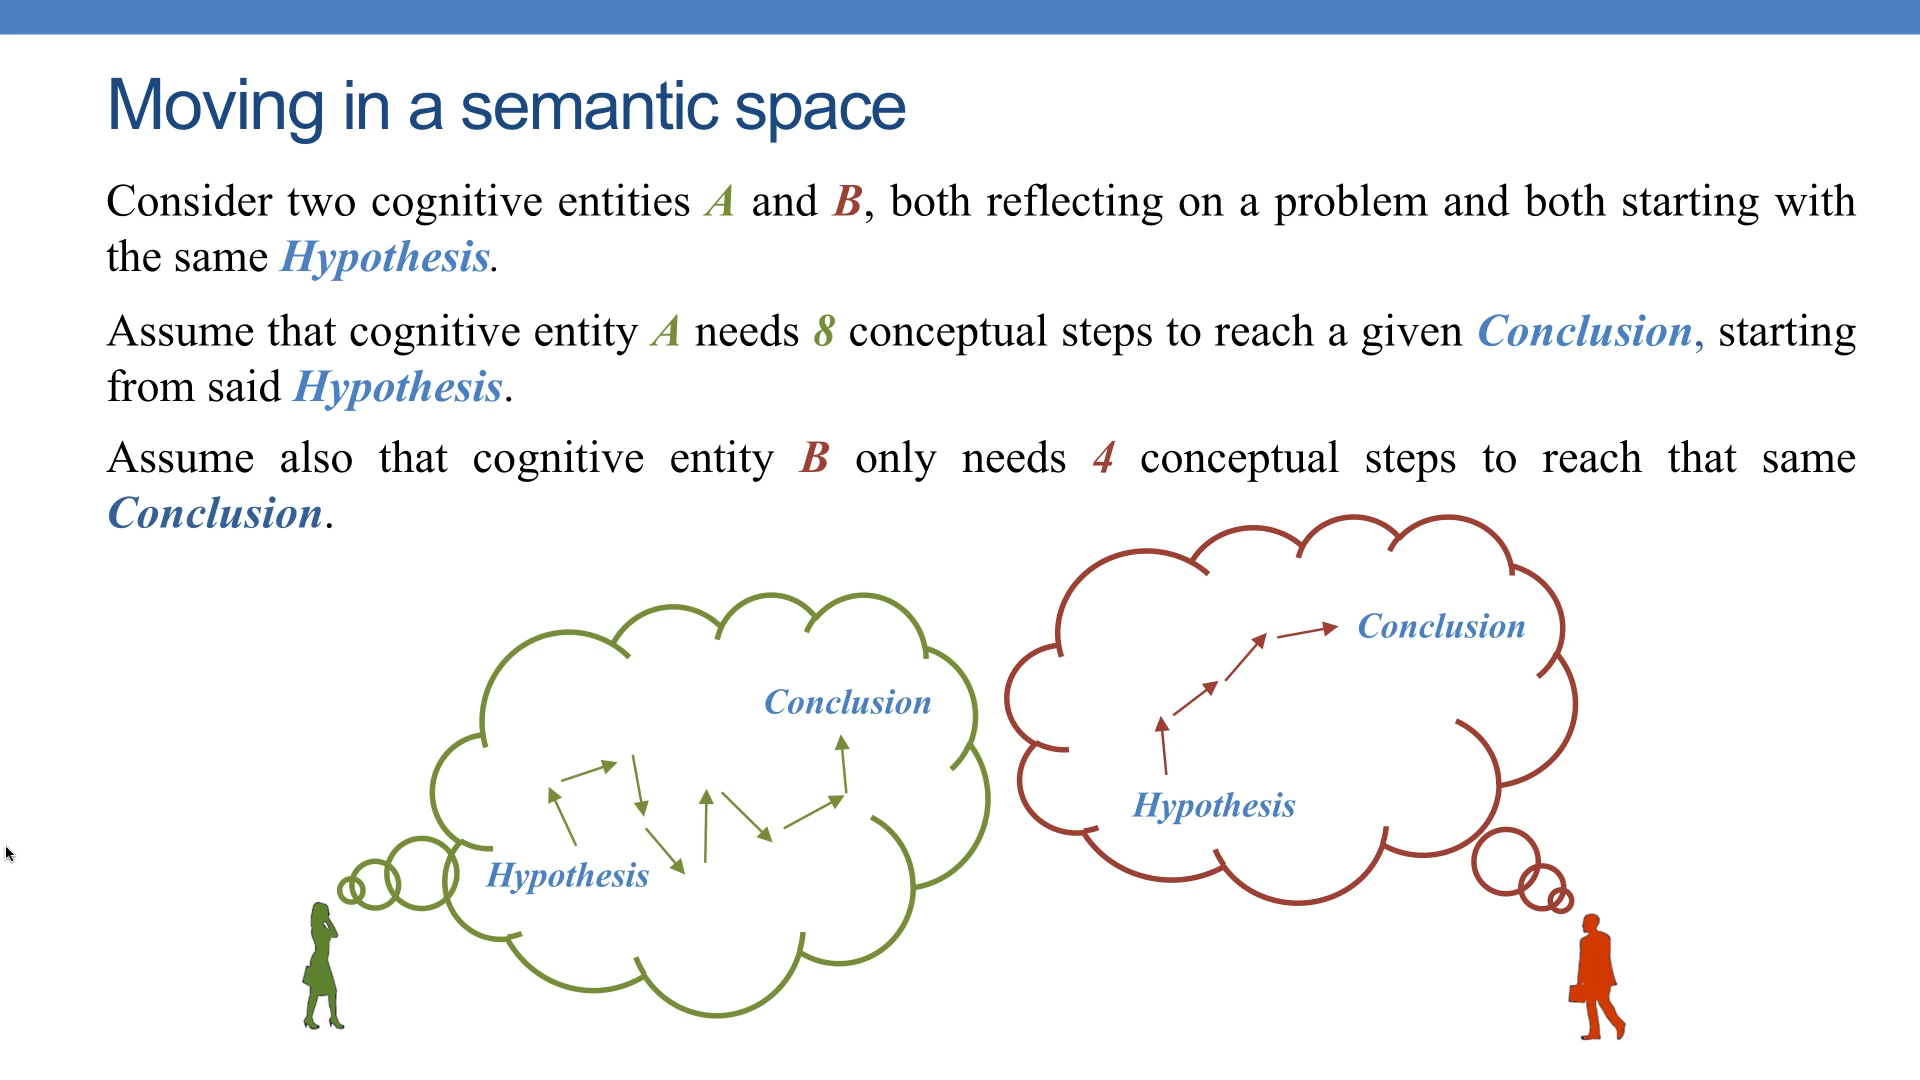 Moving in a semantic space
Consider two cognitive entities A and B, both reflecting on a problem and both starting with
the same Hypothesis.
Assume that cognitive entity A needs 8 conceptual steps to reach a given Conclusion, starting
from said Hypothesis.
Assume also that cognitive entity B only needs 4 conceptual steps to reach that same
Conclusion.
Conclusion
Hypothesis
Conclusion
Hypothesis